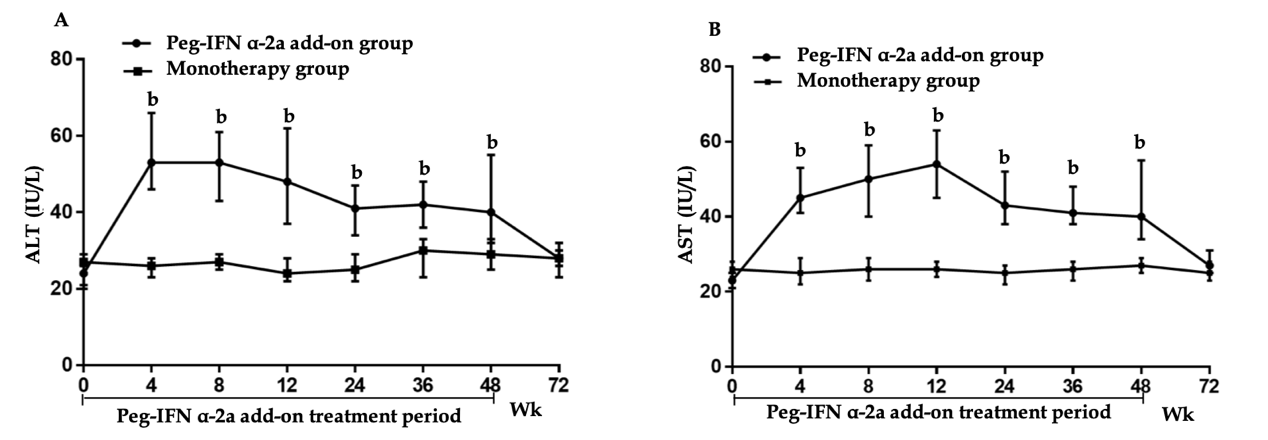 A
Peg-IFN α-2a add-on group
Monotherapy group
ALT (IU/L)
80
60
40
20
0
b b b b b b
0 4 8 12 24 36 48 72
Peg-IFN α-2a add-on treatment period
Wk
B
Peg-IFN α-2a add-on group
Monotherapy group
AST (IU/L)
80
60
40
20
0
b b b b b b
0 4 8 12 24 36 48 72
Peg-IFN α-2a add-on treatment period
Wk